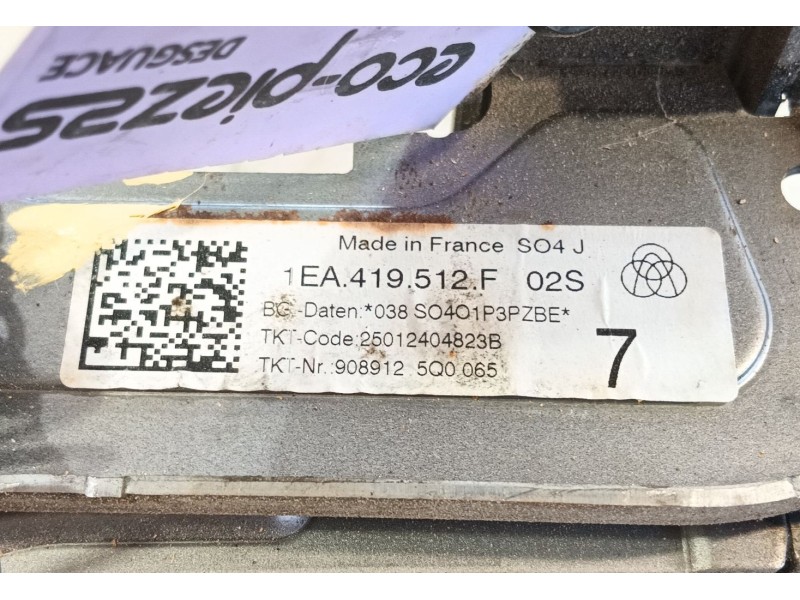 eco-piezas
DESGUACE
Made in France SO4 J
1EA.419.512.F 02S
BG-Daten:*038 SO4O1P3PZBE*
TKT-Code:25012404823B
TKT-Nr.:908912 5Q0.065
7